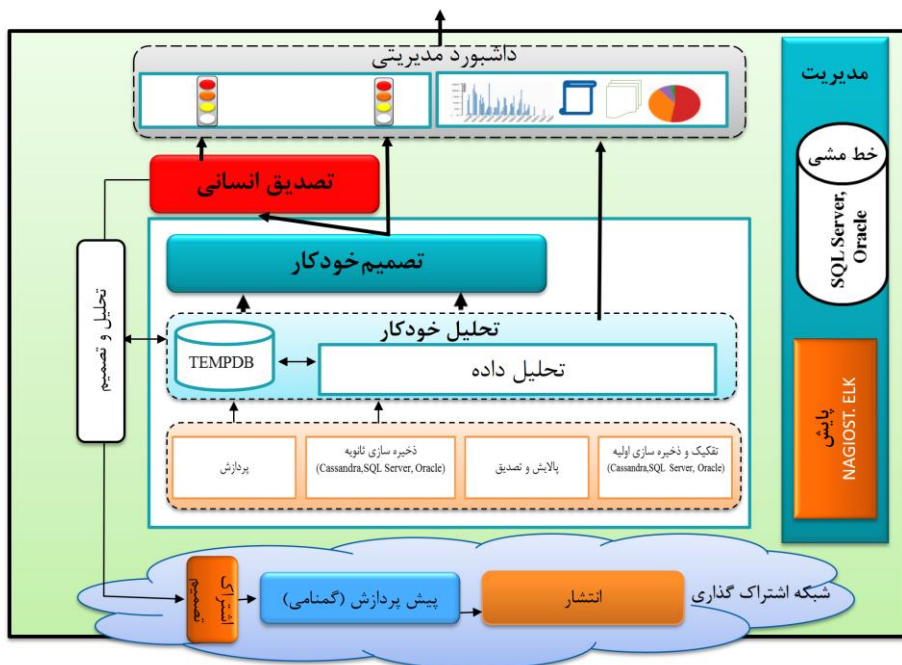 داشبورد مدیریتی
مدیریت
خط مشی
SQL Server,
Oracle
پایش
NAGIOST. ELK
تصدیق انسانی
تصمیم خودکار
تحلیل و تصمیم
تحلیل خودکار
TEMPDB
تحلیل داده
تفکیک و ذخیره سازی اولیه
(Cassandra,SQL Server, Oracle)
پالایش و تصدیق
ذخیره سازی ثانویه
(Cassandra,SQL Server, Oracle)
پردازش
شبکه اشتراک گذاری
انتشار
پیش پردازش (گمنامی)
اشتراک
تصمیم